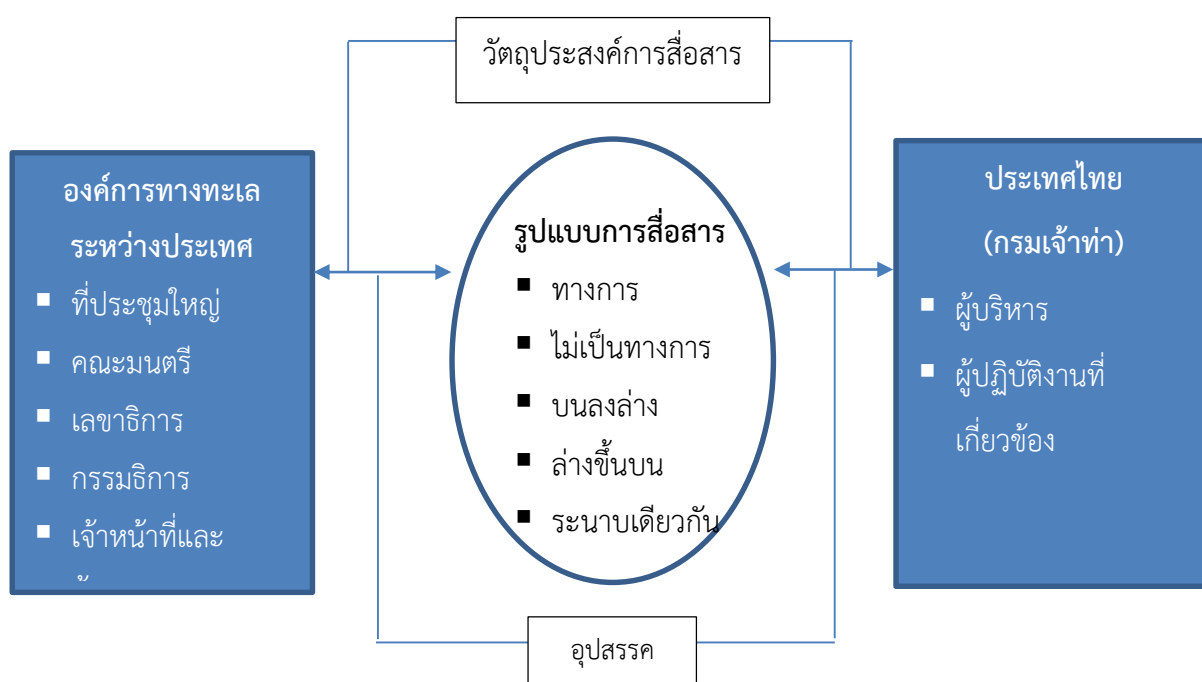 วัตถุประสงค์การสื่อสาร
องค์การทางทะเล
ระหว่างประเทศ
▪ ที่ประชุมใหญ่
▪ คณะมนตรี
▪ เลขาธิการ
▪ กรรมธิการ
▪ เจ้าหน้าที่และ
รูปแบบการสื่อสาร
▪ ทางการ
▪ ไม่เป็นทางการ
▪ บนลงล่าง
▪ ล่างขึ้นบน
▪ ระนาบเดียวกัน
ประเทศไทย
(กรมเจ้าท่า)
▪ ผู้บริหาร
▪ ผู้ปฏิบัติงานที่
เกี่ยวข้อง
อุปสรรค